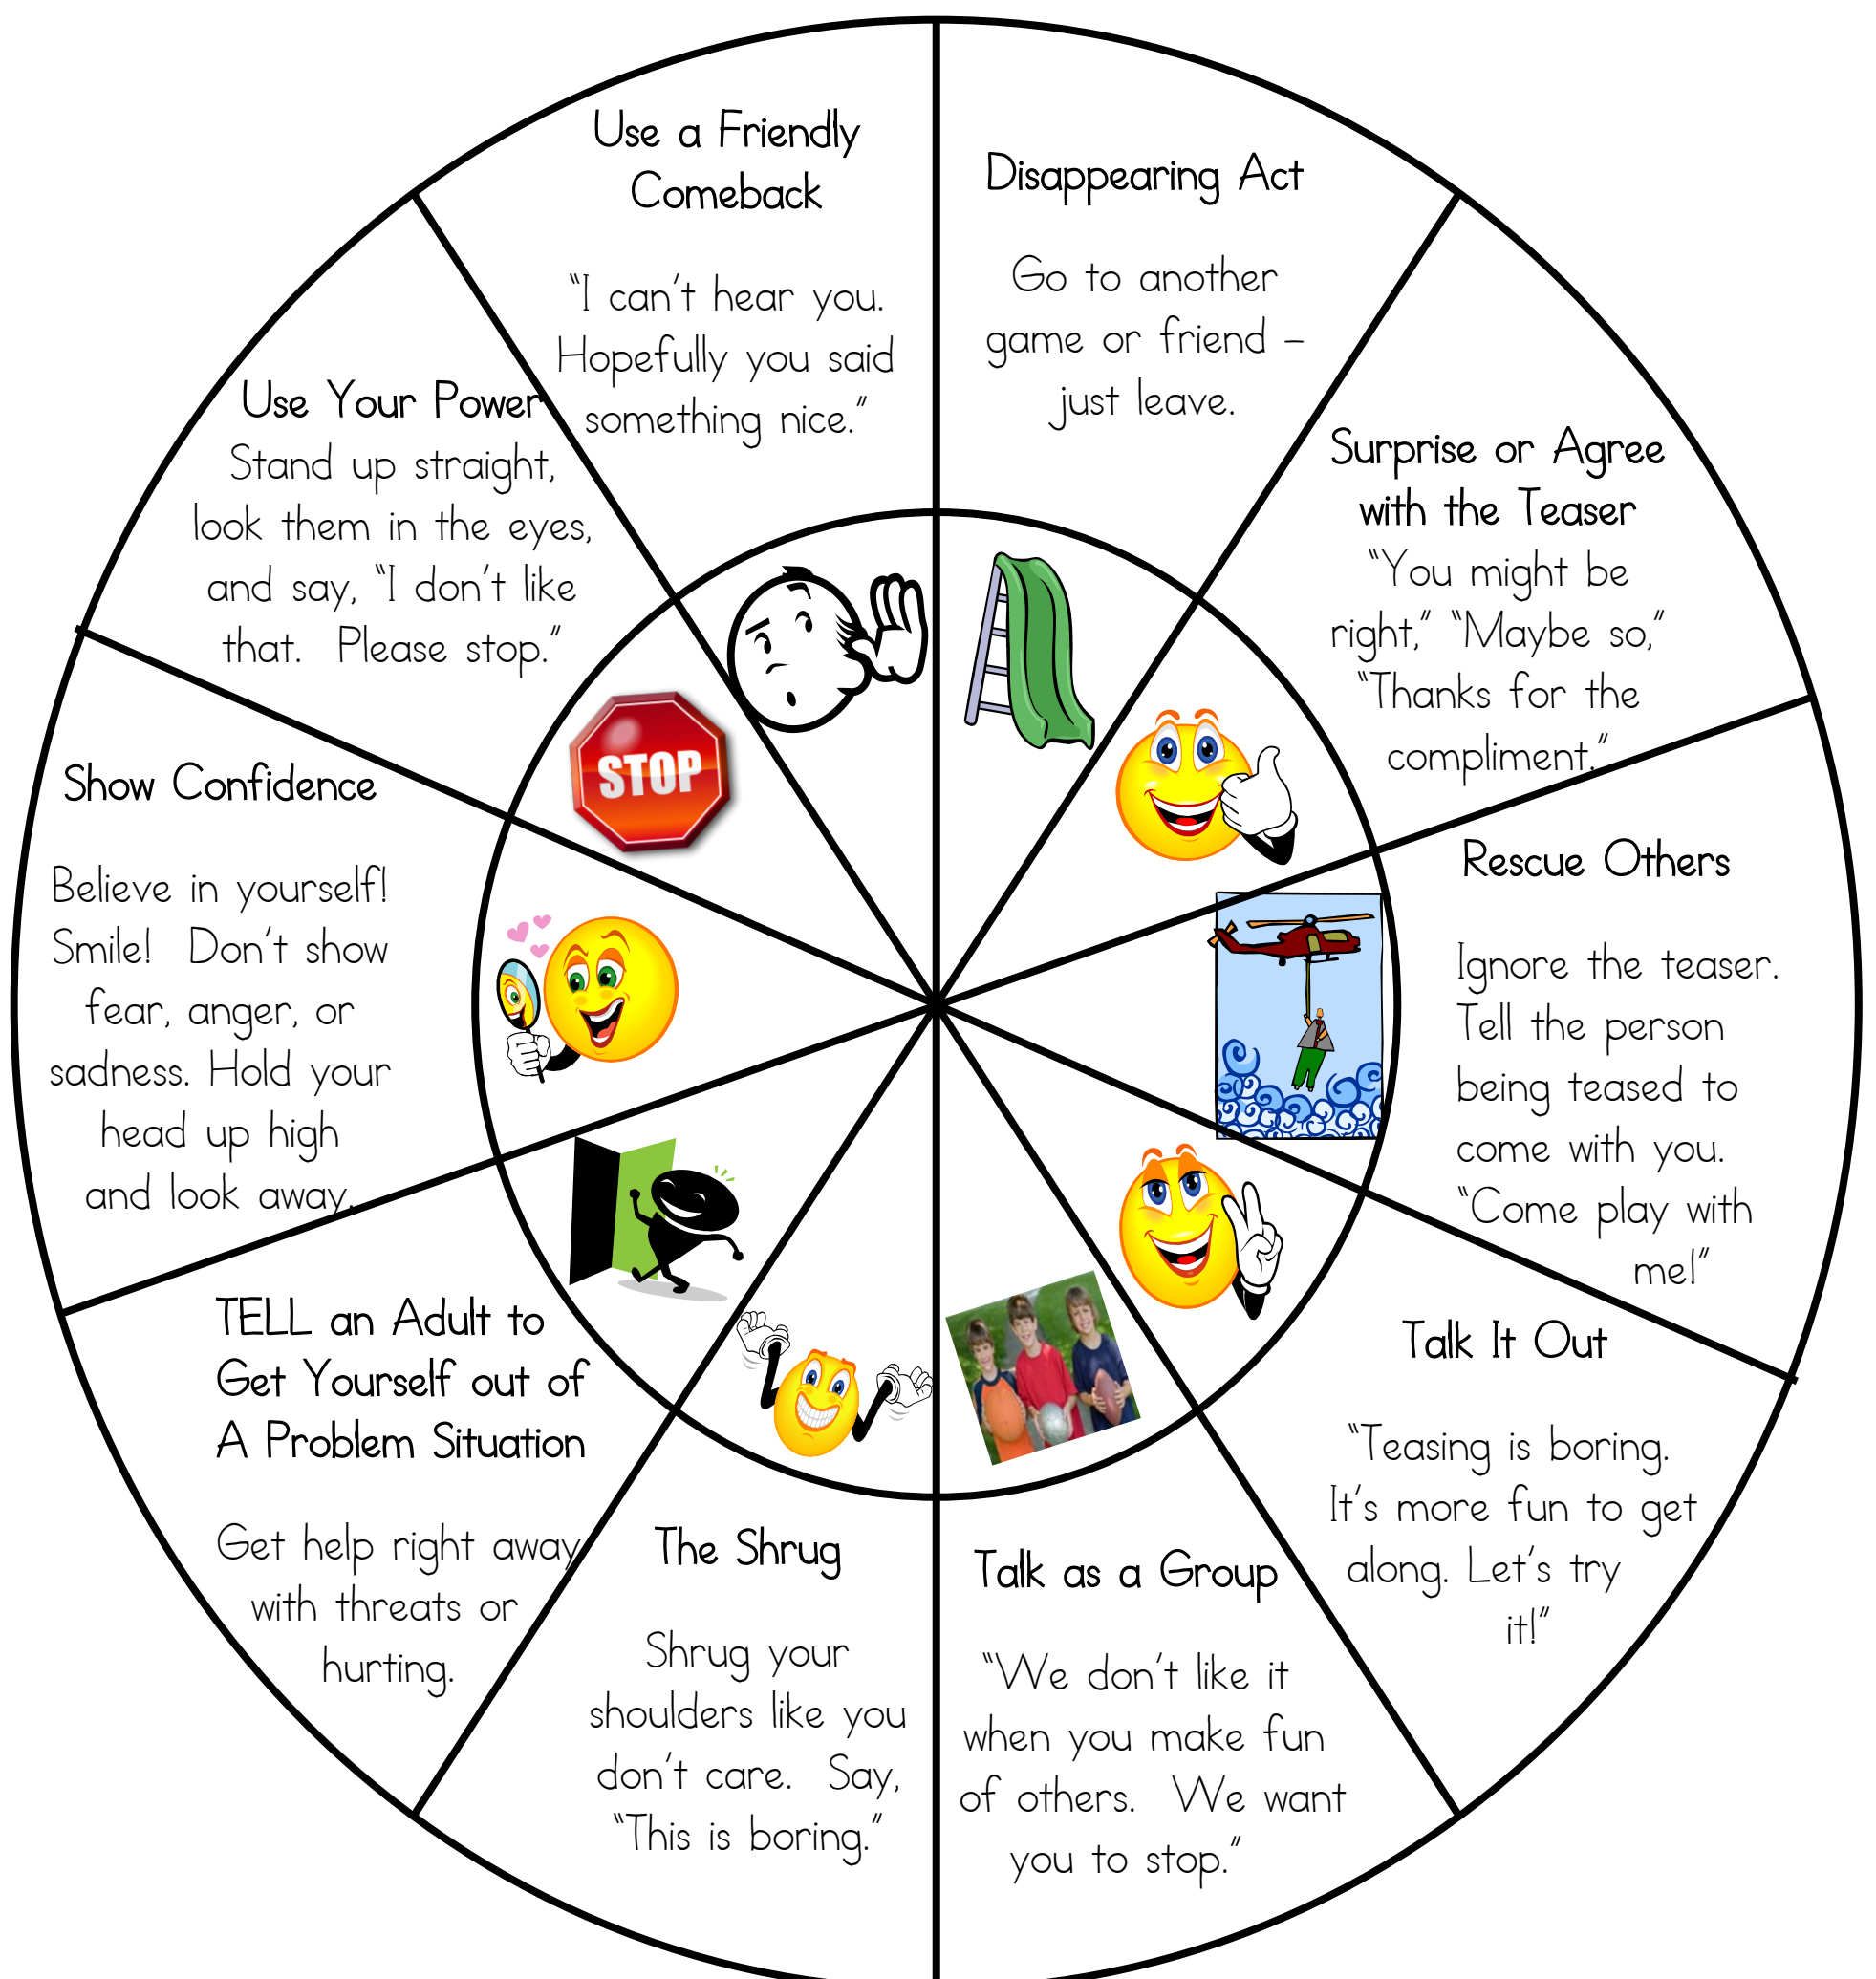 Use a Friendly
Comeback
“I can’t hear you.
Hopefully you said
something nice.”
Disappearing Act
Go to another
game or friend –
just leave.
Surprise or Agree
with the Teaser
“You might be
right,” “Maybe so,”
“Thanks for the
compliment.”
Rescue Others
Ignore the teaser.
Tell the person
being teased to
come with you.
“Come play with
me!”
Talk It Out
“Teasing is boring.
It’s more fun to get
along. Let’s try
it!”
Talk as a Group
“We don’t like it
when you make fun
of others. We want
you to stop.”
The Shrug
Shrug your
shoulders like you
don’t care. Say,
“This is boring.”
TELL an Adult to
Get Yourself out of
A Problem Situation
Get help right away
with threats or
hurting.
Show Confidence
Believe in yourself!
Smile! Don’t show
fear, anger, or
sadness. Hold your
head up high
and look away.
Use Your Power
Stand up straight,
look them in the eyes,
and say, “I don’t like
that. Please stop.”
STOP